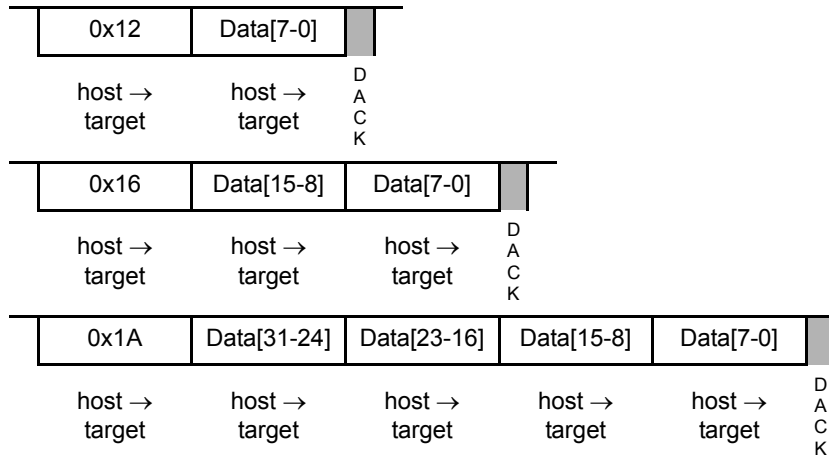 0x12 Data[7-0]
host → host →
target target
D
A
C
K
0x16 Data[15-8] Data[7-0]
host → host → host →
target target target
D
A
C
K
0x1A Data[31-24] Data[23-16] Data[15-8] Data[7-0]
host → host → host → host → host →
target target target target target
D
A
C
K